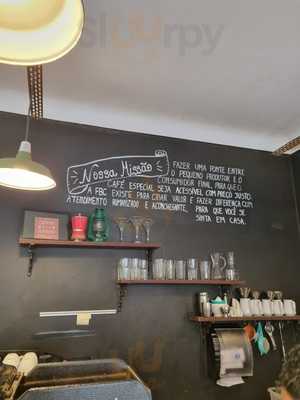 Nossa Missão
FAZER UMA PONTE ENTRE
O PEQUENO PRODUTOR E O
CONSUMIDOR FINAL, PARA QUE O
CAFÉ ESPECIAL SEJA ACESSÍVEL COM PREÇO JUSTO.
A FBC EXISTE PARA CRIAR VALOR E FAZER DIFERENÇA COM
ATENDIMENTO HUMANIZADO E ACONCHEGANTE, PARA QUE VOCÊ SE
SINTA EM CASA.